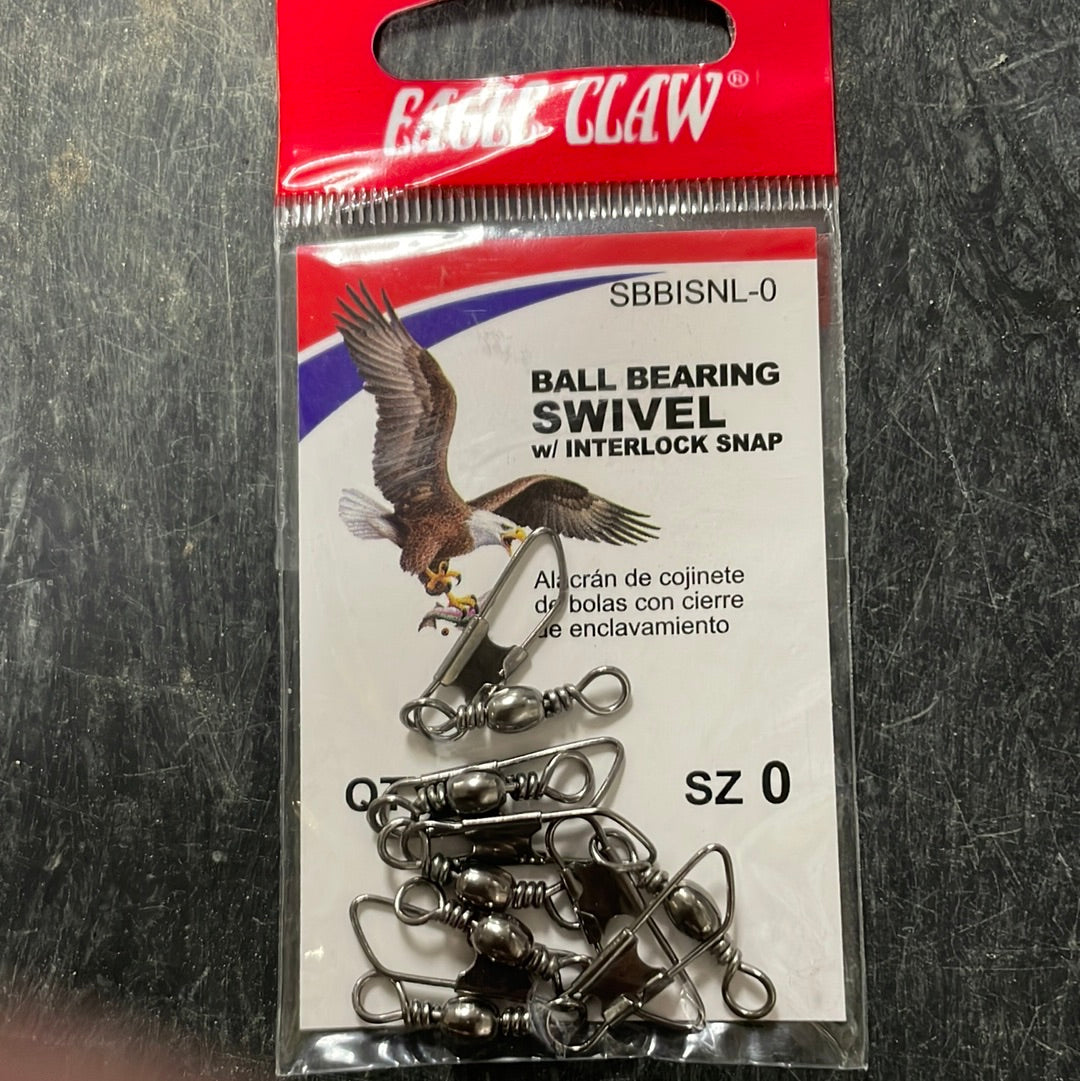 EAGLE CLAW®
SBBISNL-0
BALL BEARING
SWIVEL
w/ INTERLOCK SNAP
Alacrán de cojinete
de bolas con cierre
de enclavamiento
SZ 0